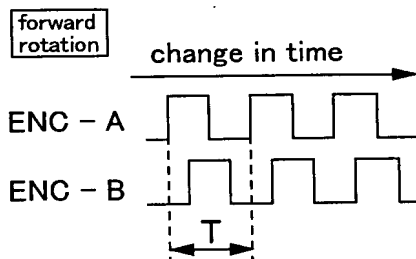 forward
rotation
change in time
ENC - A
ENC - B
T